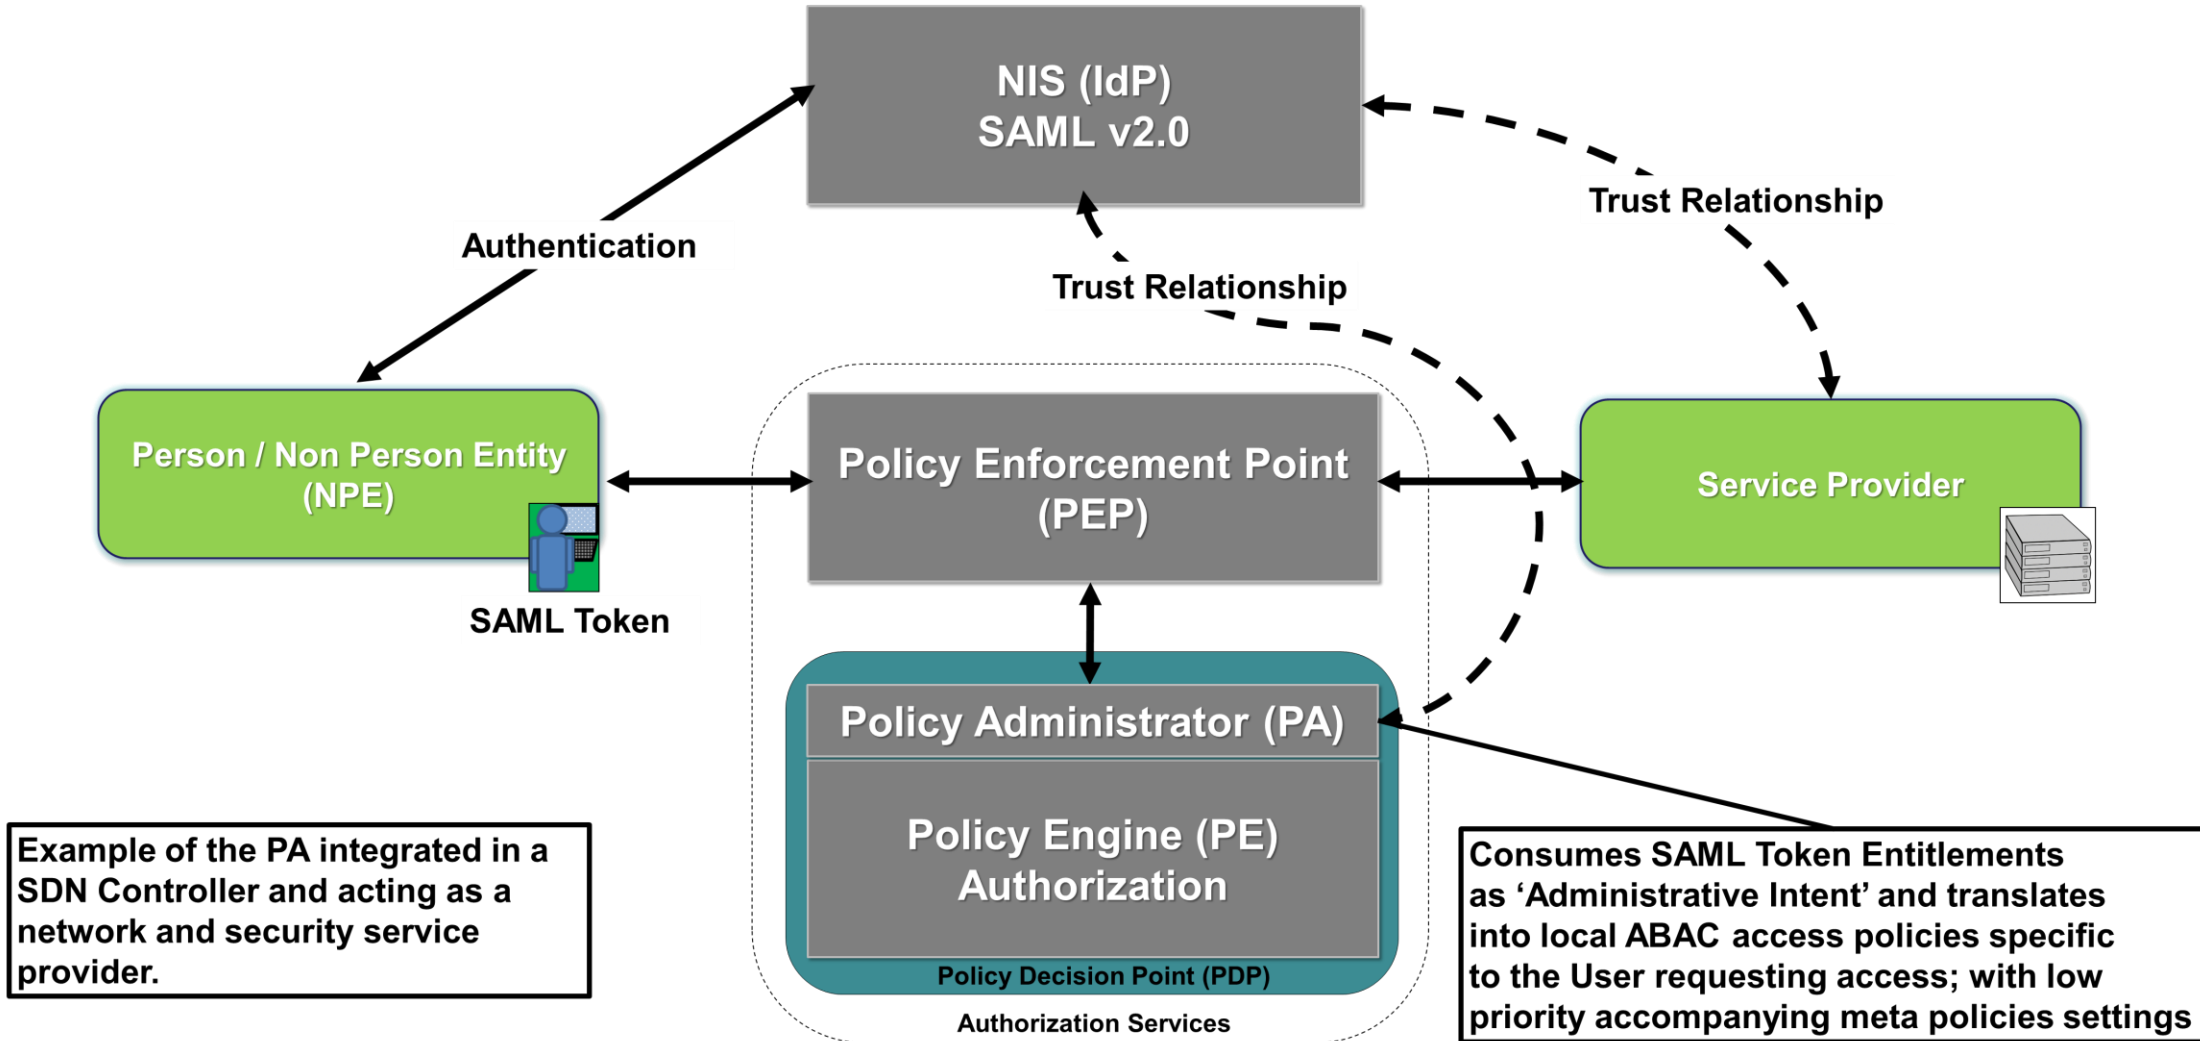 NIS (IdP)
SAML v2.0
Trust Relationship
Authentication
Trust Relationship
Person / Non Person Entity
(NPE)
SAML Token
Policy Enforcement Point
(PEP)
Service Provider
Policy Administrator (PA)
Policy Engine (PE)
Authorization
Policy Decision Point (PDP)
Authorization Services
Example of the PA integrated in a
SDN Controller and acting as a
network and security service
provider.
Consumes SAML Token Entitlements
as ‘Administrative Intent’ and translates
into local ABAC access policies specific
to the User requesting access; with low
priority accompanying meta policies settings